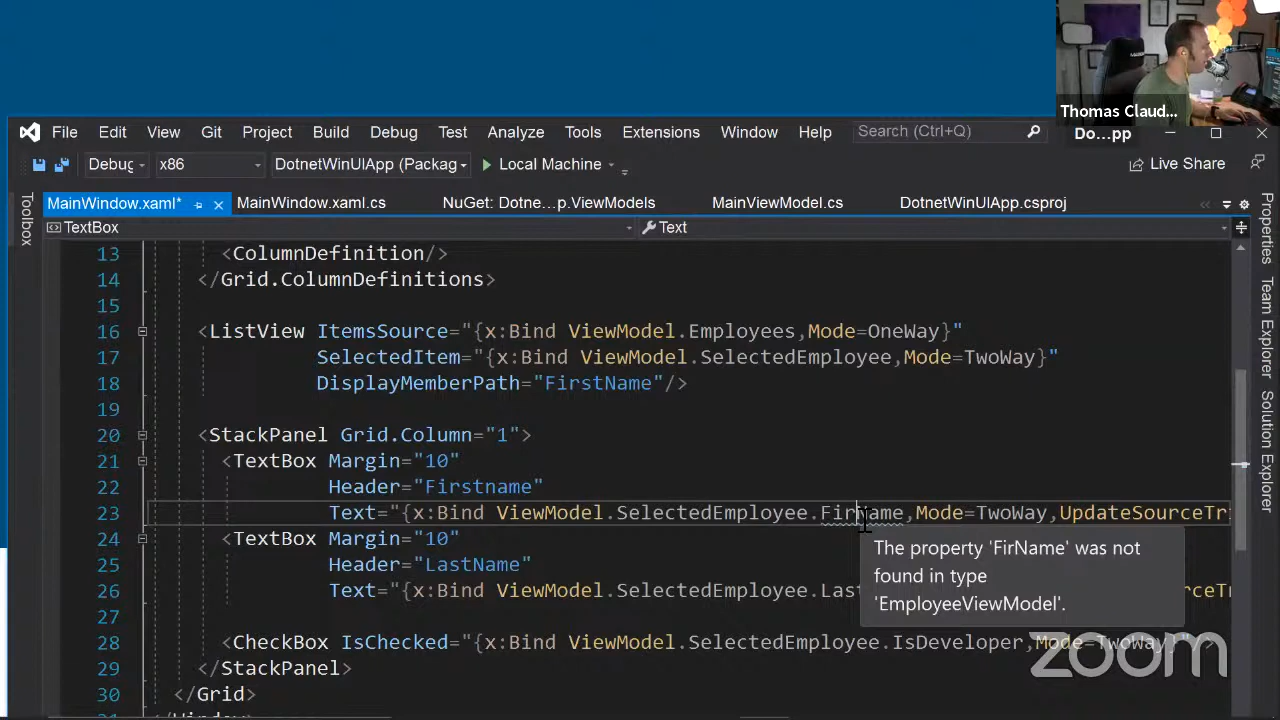 Thomas Claud...
File Edit View Git Project Build Debug Test Analyze Tools Extensions Window Help Search (Ctrl+Q) Do...pp
Debug x86 DotnetWinUIApp (Packag Local Machine Live Share
MainWindow.xaml* MainWindow.xaml.cs NuGet: Dotne...p.ViewModels MainViewModel.cs DotnetWinUIApp.csproj
TextBox Text
Toolbox
Properties
Team Explorer
Solution Explorer
13 <ColumnDefinition/>
14 </Grid.ColumnDefinitions>
15
16 <ListView ItemsSource="{x:Bind ViewModel.Employees,Mode=OneWay}"
17 SelectedItem="{x:Bind ViewModel.SelectedEmployee,Mode=TwoWay}"
18 DisplayMemberPath="FirstName"/>
19
20 <StackPanel Grid.Column="1">
21 <TextBox Margin="10"
22 Header="Firstname"
23 Text="{x:Bind ViewModel.SelectedEmployee.FirName,Mode=TwoWay,UpdateSourceTri
24 <TextBox Margin="10"
25 Header="LastName"
26 Text="{x:Bind ViewModel.SelectedEmployee.Last
27
28 <CheckBox IsChecked="{x:Bind ViewModel.SelectedEmployee.IsDeveloper,Mode=TwoWay}" >
29 </StackPanel>
30 </Grid>
The property 'FirName' was not
found in type
'EmployeeViewModel'.
zoom